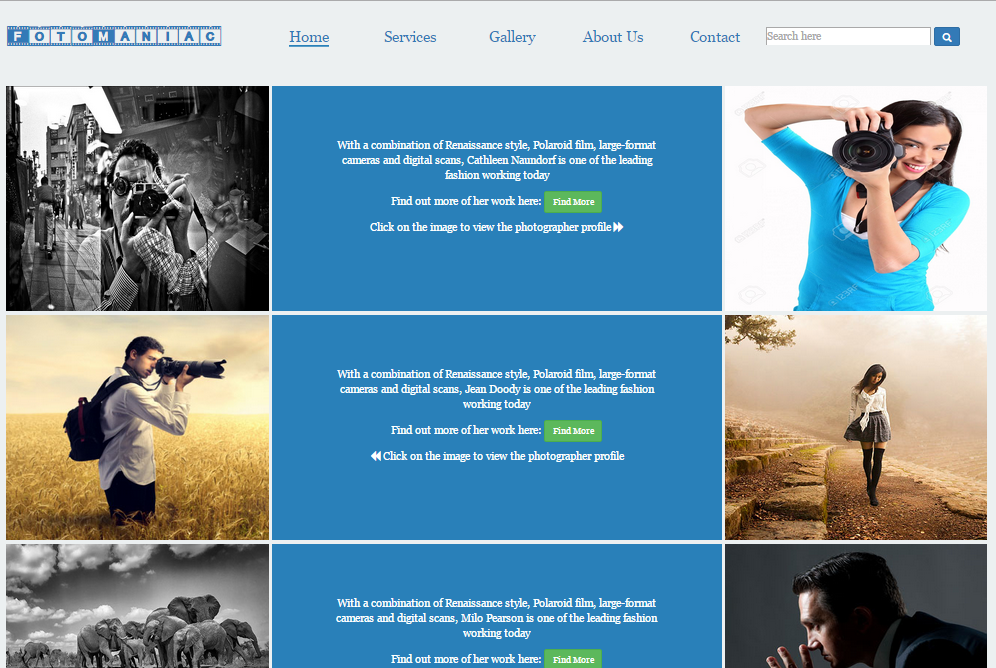 FOTOMANIAC
Home Services Gallery About Us Contact Search here
With a combination of Renaissance style, Polaroid film, large-format
cameras and digital scans, Cathleen Naundorf is one of the leading
fashion working today
Find out more of her work here: Find More
Click on the image to view the photographer profile
With a combination of Renaissance style, Polaroid film, large-format
cameras and digital scans, Jean Doody is one of the leading fashion
working today
Find out more of her work here: Find More
Click on the image to view the photographer profile
With a combination of Renaissance style, Polaroid film, large-format
cameras and digital scans, Milo Pearson is one of the leading fashion
working today
Find out more of her work here: Find More